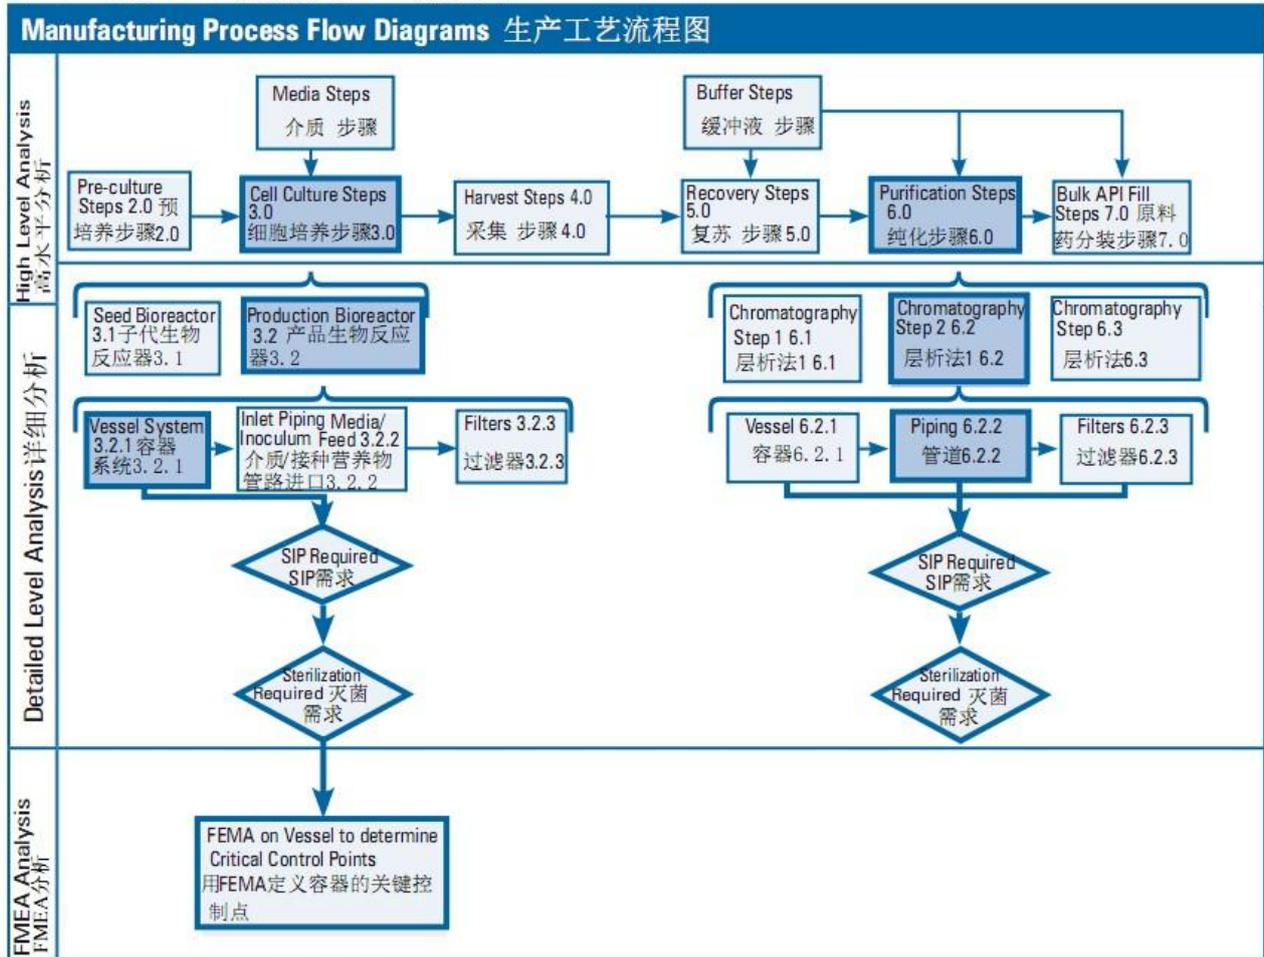 Manufacturing Process Flow Diagrams 生产工艺流程图
High Level Analysis
高水平分析
Media Steps
介质 步骤
Buffer Steps
缓冲液 步骤
Pre-culture
Steps 2.0 预
培养步骤2.0
Cell Culture Steps
3.0
细胞培养步骤3.0
Harvest Steps 4.0
采集 步骤4.0
Recovery Steps
5.0
复苏 步骤5.0
Purification Steps
6.0
纯化步骤6.0
Bulk API Fill
Steps 7.0 原料
药分装步骤7.0
Detailed Level Analysis详细分析
Seed Bioreactor
3.1子代生物
反应器3.1
Production Bioreactor
3.2 产品生物反应
器3.2
Chromatography
Step 1 6.1
层析法1 6.1
Chromatography
Step 2 6.2
层析法1 6.2
Chromatography
Step 6.3
层析法6.3
Vessel System
3.2.1容器
系统3.2.1
Inlet Piping Media/
Inoculum Feed 3.2.2
介质/接种营养物
管路进口3.2.2
Filters 3.2.3
过滤器3.2.3
Vessel 6.2.1
容器6.2.1
Piping 6.2.2
管道6.2.2
Filters 6.2.3
过滤器6.2.3
SIP Required
SIP需求
SIP Required
SIP需求
Sterilization
Required 灭菌
需求
Sterilization
Required 灭菌
需求
FMEA Analysis
FMEA分析
FEMA on Vessel to determine
Critical Control Points
用FEMA定义容器的关键控
制点